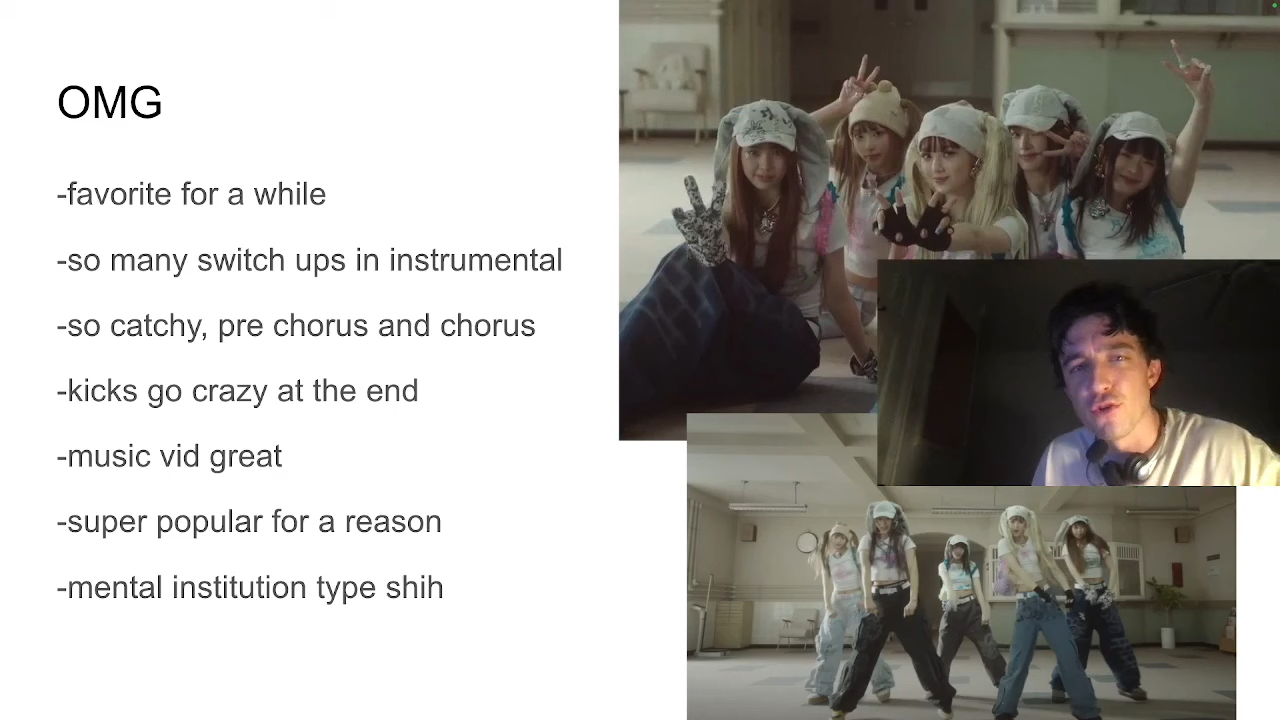 OMG
-favorite for a while
-so many switch ups in instrumental
-so catchy, pre chorus and chorus
-kicks go crazy at the end
-music vid great
-super popular for a reason
-mental institution type shih